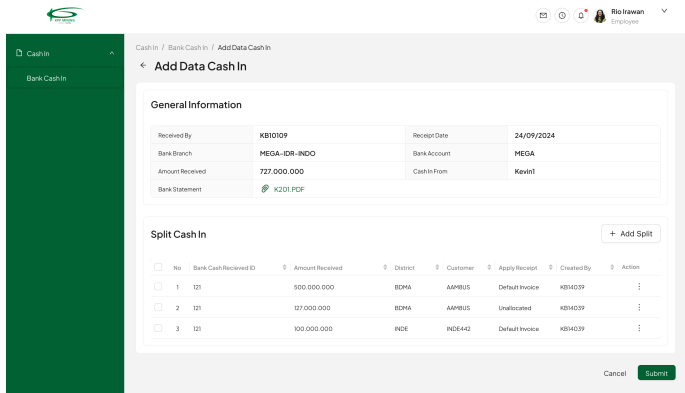 KPP MINING
Rio Irawan
Employee
Cash In
Bank Cash In
Cash In / Bank Cash In / Add Data Cash In
← Add Data Cash In
General Information
Received By KB10109 Receipt Date 24/09/2024
Bank Branch MEGA-IDR-INDO Bank Account MEGA
Amount Received 727.000.000 Cash In From Kevin1
Bank Statement K201.PDF
Split Cash In
+ Add Split
No Bank Cash Recieved ID Amount Received District Customer Apply Receipt Created By Action
1 121 500.000.000 BDMA AAM8US Default Invoice KB14039
2 121 127.000.000 BDMA AAM8US Unallocated KB14039
3 121 100.000.000 INDE INDE442 Default Invoice KB14039
Cancel Submit